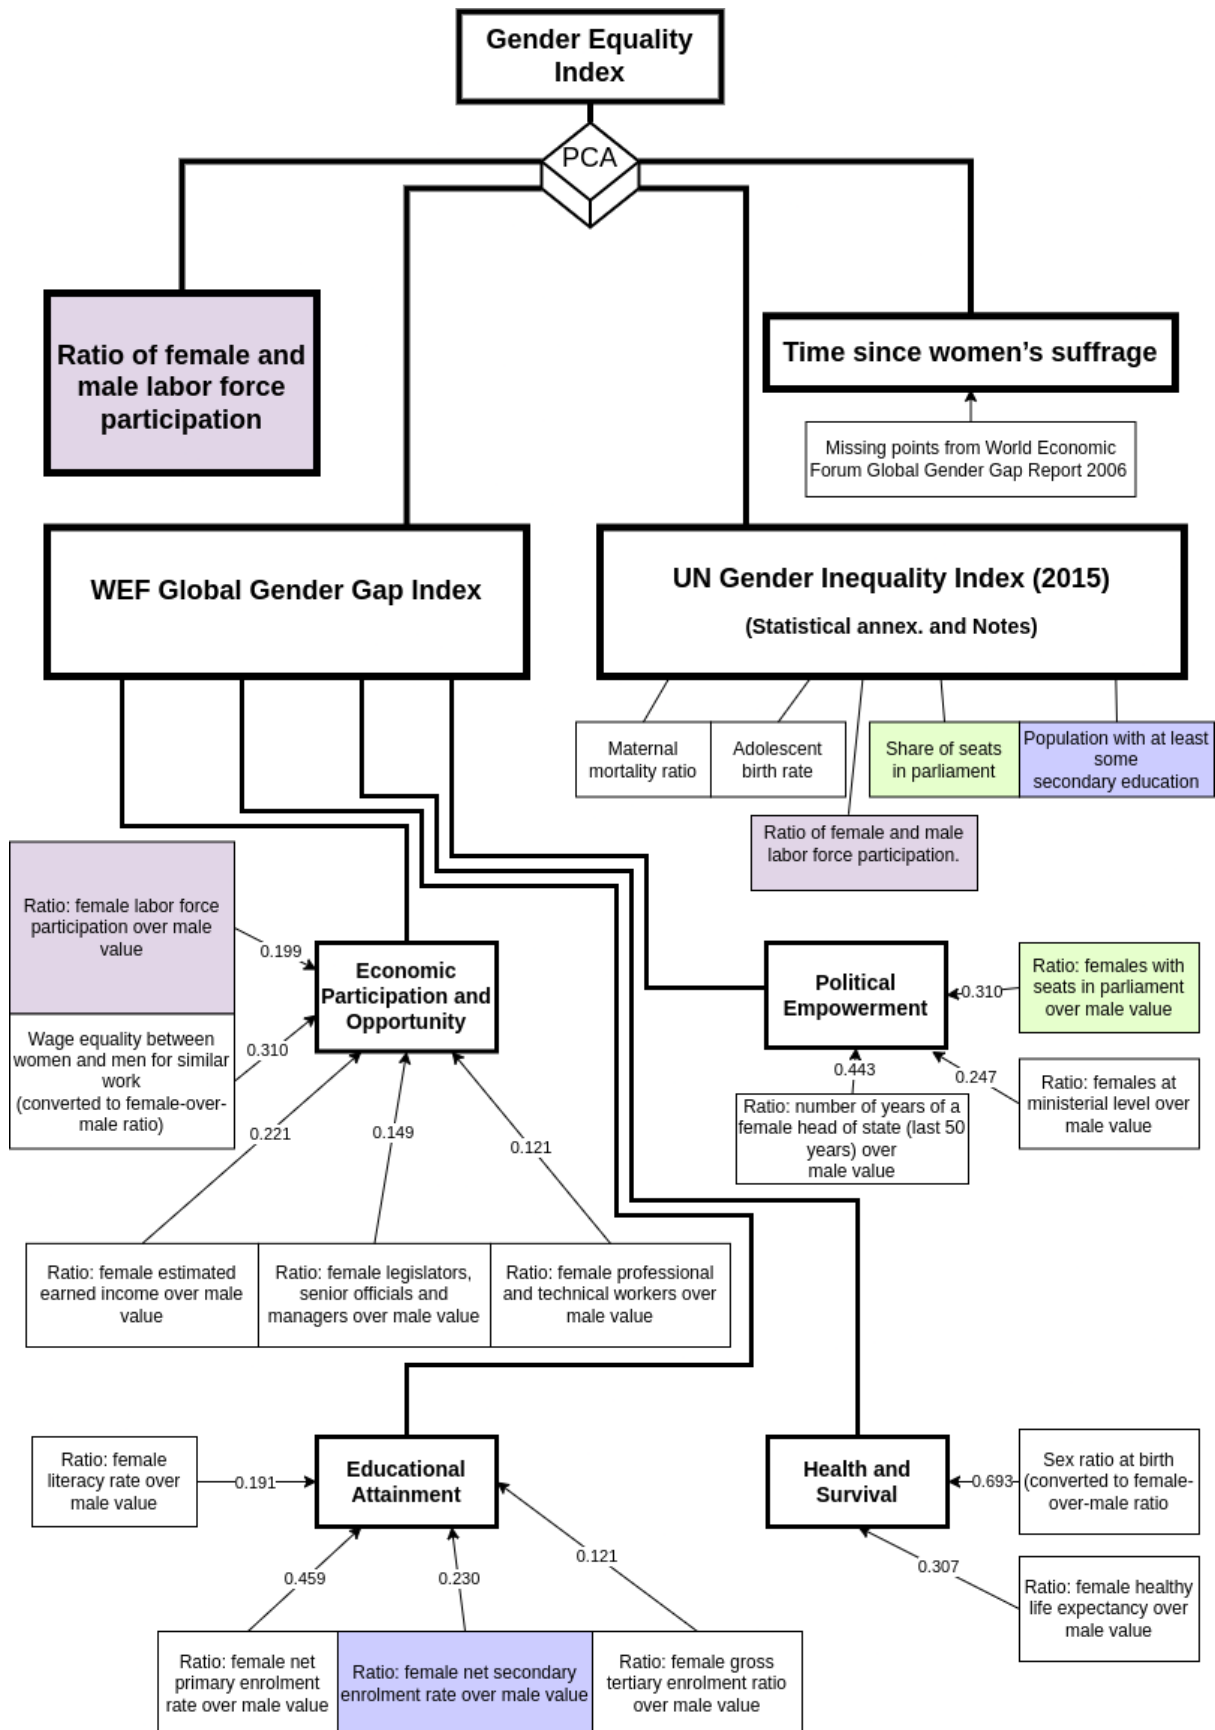 Gender Equality
Index
PCA
Ratio of female and
male labor force
participation
Time since women's suffrage
Missing points from World Economic
Forum Global Gender Gap Report 2006
WEF Global Gender Gap Index
UN Gender Inequality Index (2015)
(Statistical annex. and Notes)
Maternal
mortality ratio
Adolescent
birth rate
Share of seats
in parliament
Population with at least
some
secondary education
Ratio of female and male
labor force participation.
Ratio: female labor force
participation over male
value
0.199
Wage equality between
women and men for similar
work
(converted to female-over-
male ratio)
0.310
Economic
Participation and
Opportunity
0.221
0.149
0.121
Ratio: female estimated
earned income over male
value
Ratio: female legislators,
senior officials and
managers over male value
Ratio: female professional
and technical workers over
male value
Political
Empowerment
0.310
Ratio: females with
seats in parliament
over male value
0.443
0.247
Ratio: females at
ministerial level over
male value
Ratio: number of years of a
female head of state (last 50
years) over
male value
Ratio: female
literacy rate over
male value
0.191
Educational
Attainment
0.459
0.230
0.121
Ratio: female net
primary enrolment
rate over male value
Ratio: female net secondary
enrolment rate over male value
Ratio: female gross
tertiary enrolment ratio
over male value
Health and
Survival
0.693
Sex ratio at birth
(converted to female-
over-male ratio
0.307
Ratio: female healthy
life expectancy over
male value